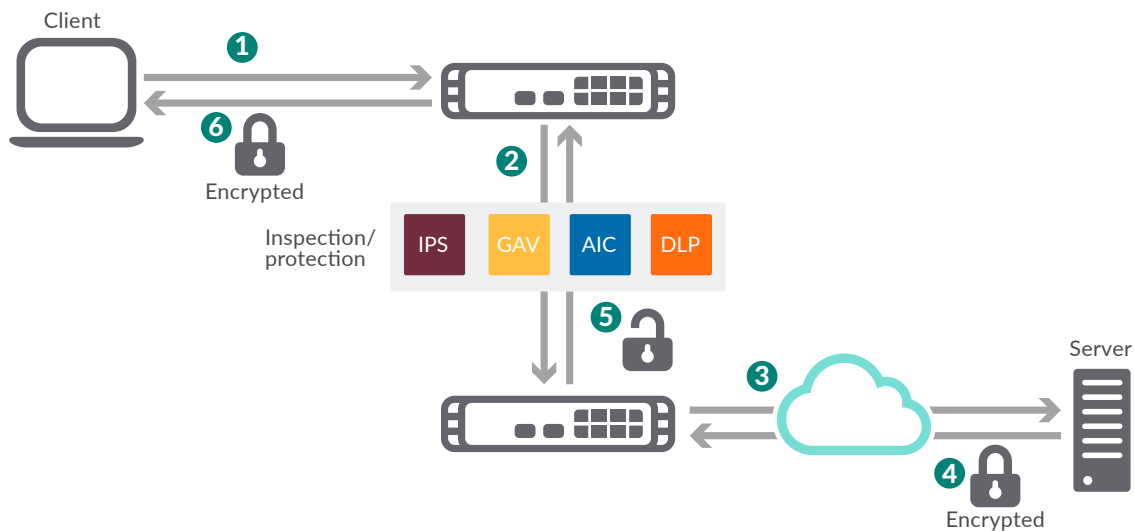 Client
1
6
Encrypted
2
Inspection/
protection
IPS
GAV
AIC
DLP
5
3
Server
4
Encrypted